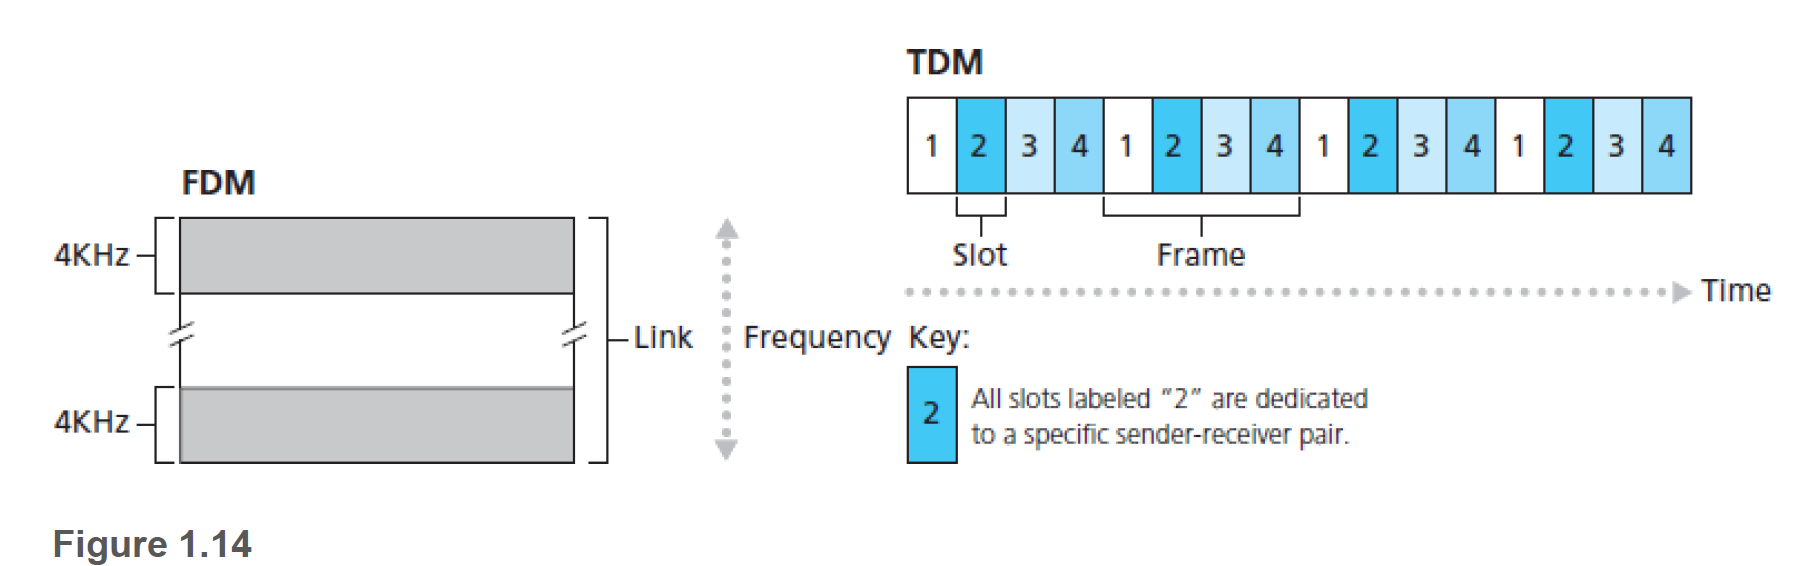 TDM
1 2 3 4 1 2 3 4 1 2 3 4 1 2 3 4
Slot
Frame
Time
FDM
4KHz
Link
4KHz
Frequency
Key:
2
All slots labeled “2” are dedicated
to a specific sender-receiver pair.
Figure 1.14